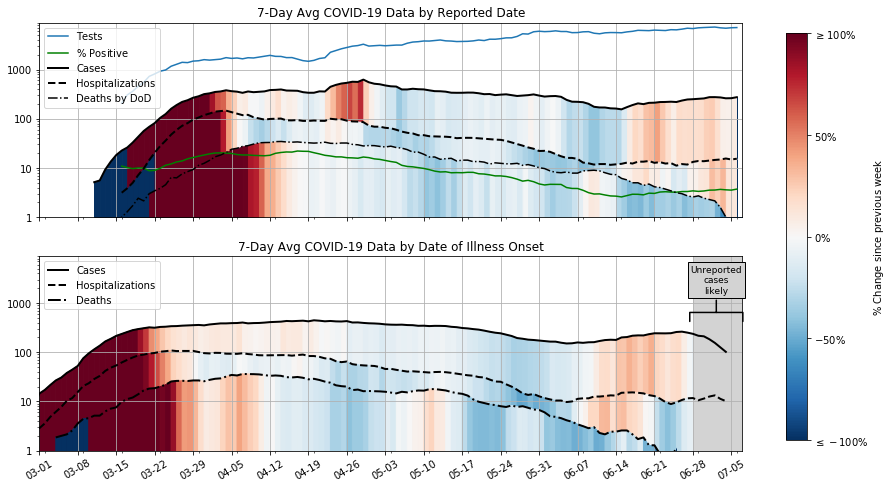 7-Day Avg COVID-19 Data by Reported Date
Tests
% Positive
Cases
Hospitalizations
Deaths by DoD
1000
100
10
1
7-Day Avg COVID-19 Data by Date of Illness Onset
Cases
Hospitalizations
Deaths
Unreported
cases
likely
1000
100
10
1
03-01
03-08
03-15
03-22
03-29
04-05
04-12
04-19
04-26
05-03
05-10
05-17
05-24
05-31
06-07
06-14
06-21
06-28
07-05
≥ 100%
50%
0%
−50%
≤ −100%
% Change since previous week